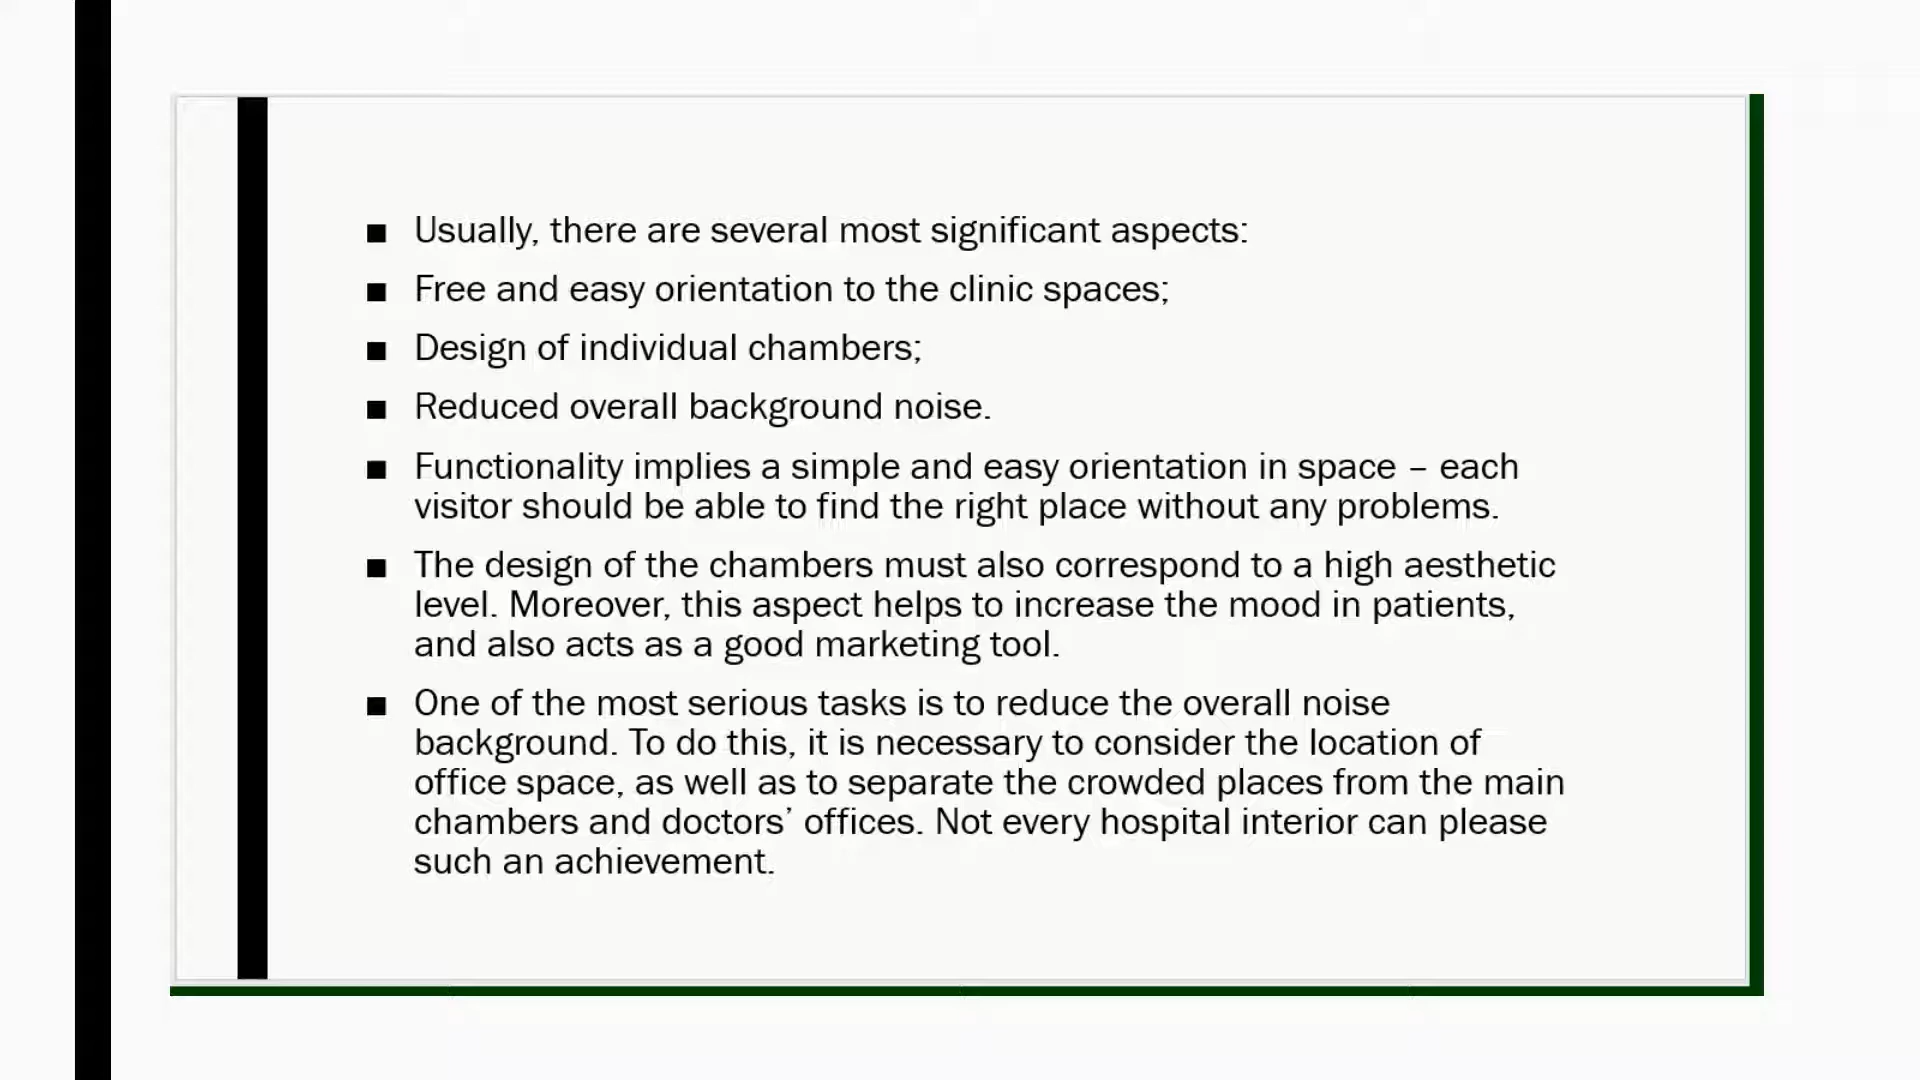 ■ Usually, there are several most significant aspects:
■ Free and easy orientation to the clinic spaces;
■ Design of individual chambers;
■ Reduced overall background noise.
■ Functionality implies a simple and easy orientation in space – each
visitor should be able to find the right place without any problems.
■ The design of the chambers must also correspond to a high aesthetic
level. Moreover, this aspect helps to increase the mood in patients,
and also acts as a good marketing tool.
■ One of the most serious tasks is to reduce the overall noise
background. To do this, it is necessary to consider the location of
office space, as well as to separate the crowded places from the main
chambers and doctors’ offices. Not every hospital interior can please
such an achievement.